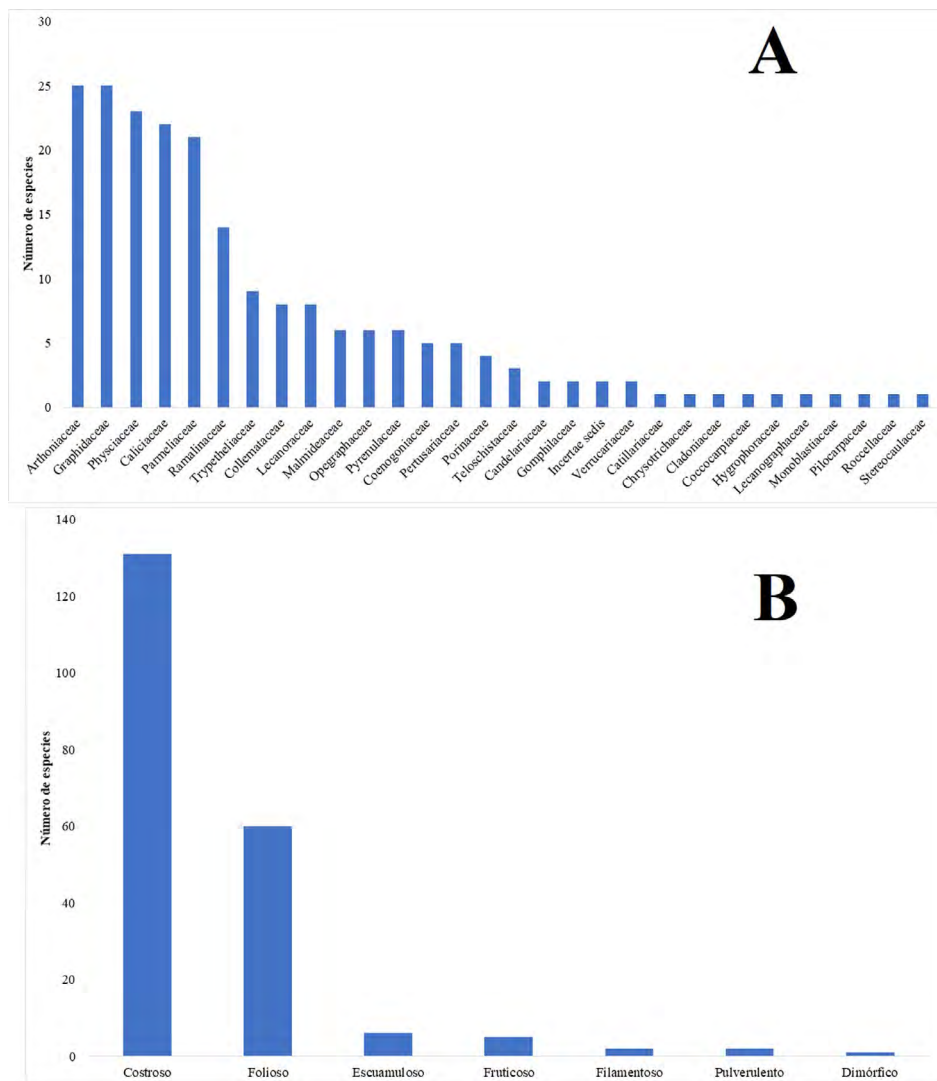 A
Número de especies
30
25
20
15
10
5
0
Arthoniaceae
Graphidaceae
Physciaceae
Caliciaceae
Parmeliaceae
Ramalinaceae
Trypetheliaceae
Collemataceae
Lecanoraceae
Malmideaceae
Opegraphaceae
Pyrenulaceae
Coenogoniaceae
Pertusariaceae
Porinaceae
Teloschistaceae
Candelariaceae
Gomphilaceae
Incertae sedis
Verrucariaceae
Catillariaceae
Chrysotrichaceae
Cladoniaceae
Coccocarpiaceae
Hygrophoraceae
Lecanographaceae
Monoblastiaceae
Pilocarpaceae
Roccellaceae
Stereocaulaceae
B
Número de especies
140
120
100
80
60
40
20
0
Costroso
Folioso
Escuamuloso
Fruticoso
Filamentoso
Pulverulento
Dimórfico